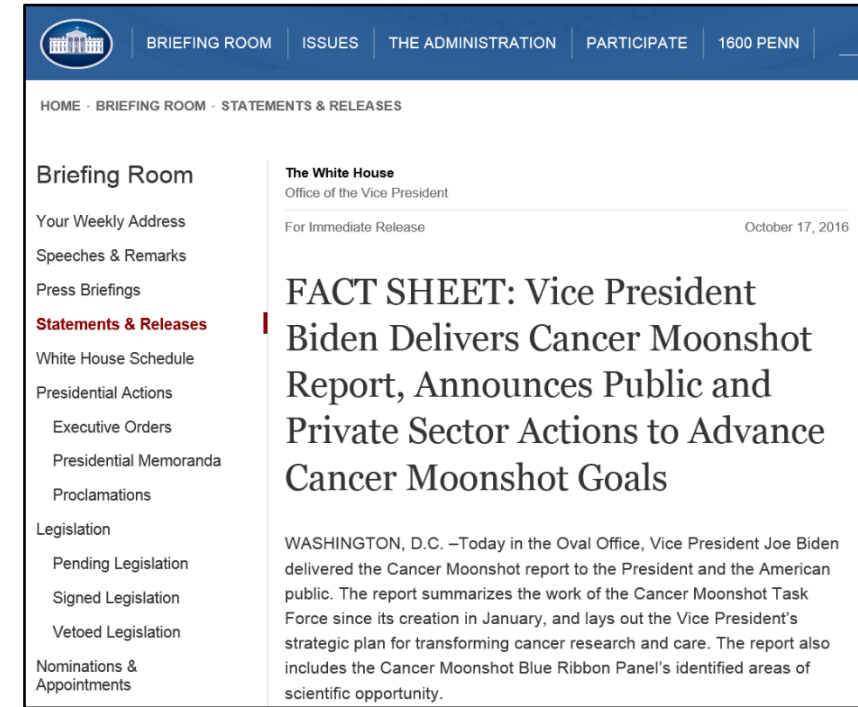 BRIEFING ROOM ISSUES THE ADMINISTRATION PARTICIPATE 1600 PENN
HOME · BRIEFING ROOM · STATEMENTS & RELEASES
Briefing Room
Your Weekly Address
Speeches & Remarks
Press Briefings
Statements & Releases
White House Schedule
Presidential Actions
Executive Orders
Presidential Memoranda
Proclamations
Legislation
Pending Legislation
Signed Legislation
Vetoed Legislation
Nominations &
Appointments
The White House
Office of the Vice President
For Immediate Release October 17, 2016
FACT SHEET: Vice President
Biden Delivers Cancer Moonshot
Report, Announces Public and
Private Sector Actions to Advance
Cancer Moonshot Goals
WASHINGTON, D.C. –Today in the Oval Office, Vice President Joe Biden
delivered the Cancer Moonshot report to the President and the American
public. The report summarizes the work of the Cancer Moonshot Task
Force since its creation in January, and lays out the Vice President's
strategic plan for transforming cancer research and care. The report also
includes the Cancer Moonshot Blue Ribbon Panel's identified areas of
scientific opportunity.